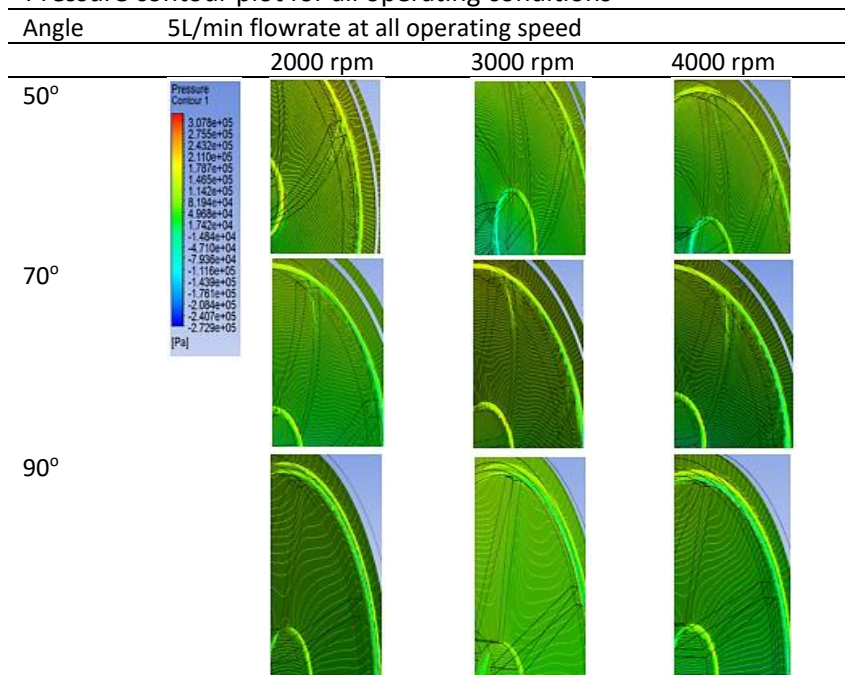 Pressure contour plot for all operating conditions
Angle 5L/min flowrate at all operating speed
2000 rpm 3000 rpm 4000 rpm
50°
Pressure
Contour 1
3.078e+05
2.755e+05
2.432e+05
2.110e+05
1.787e+05
1.465e+05
1.142e+05
8.194e+04
4.968e+04
1.742e+04
-1.484e+04
-4.710e+04
-7.936e+04
-1.116e+05
-1.439e+05
-1.761e+05
-2.084e+05
-2.407e+05
-2.729e+05
[Pa]
70°
90°